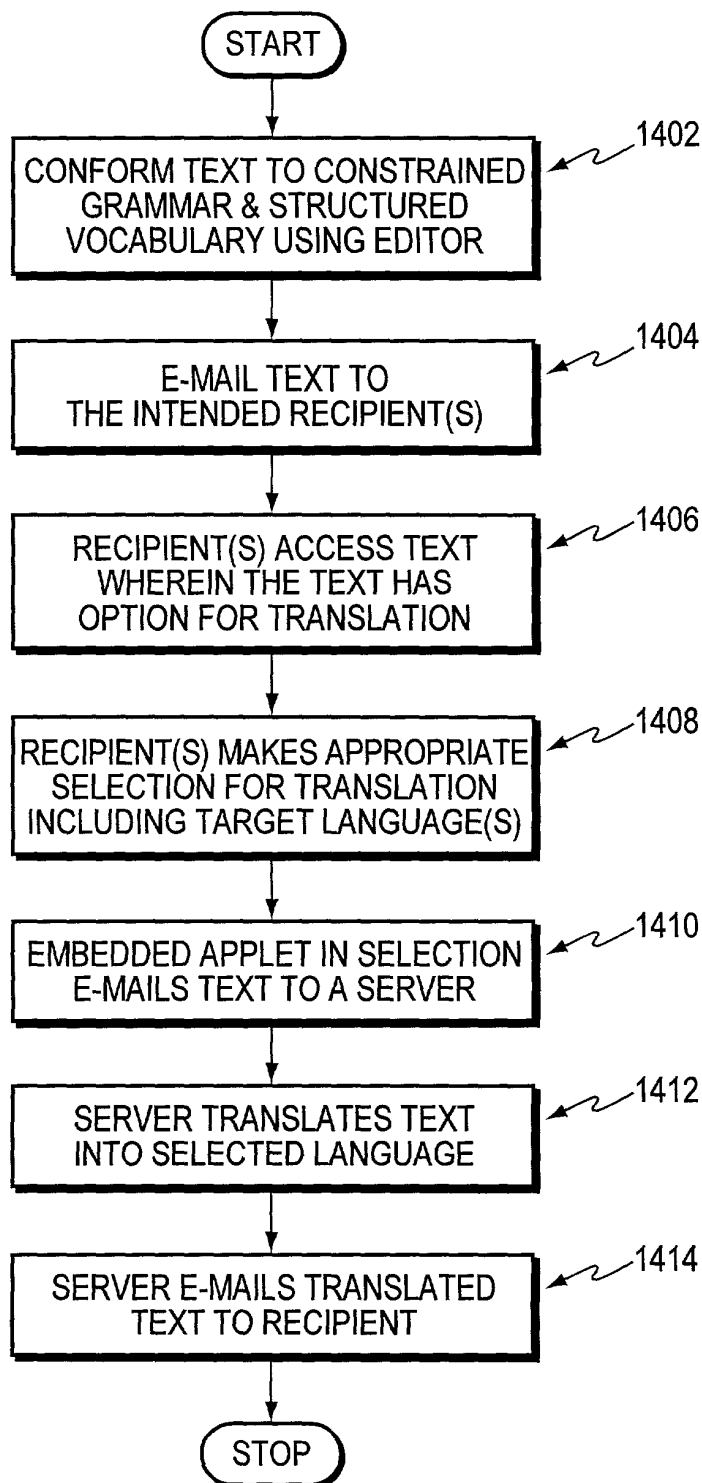 START
1402
CONFORM TEXT TO CONSTRAINED
GRAMMAR & STRUCTURED
VOCABULARY USING EDITOR
1404
E-MAIL TEXT TO
THE INTENDED RECIPIENT(S)
1406
RECIPIENT(S) ACCESS TEXT
WHEREIN THE TEXT HAS
OPTION FOR TRANSLATION
1408
RECIPIENT(S) MAKES APPROPRIATE
SELECTION FOR TRANSLATION
INCLUDING TARGET LANGUAGE(S)
1410
EMBEDDED APPLET IN SELECTION
E-MAILS TEXT TO A SERVER
1412
SERVER TRANSLATES TEXT
INTO SELECTED LANGUAGE
1414
SERVER E-MAILS TRANSLATED
TEXT TO RECIPIENT
STOP